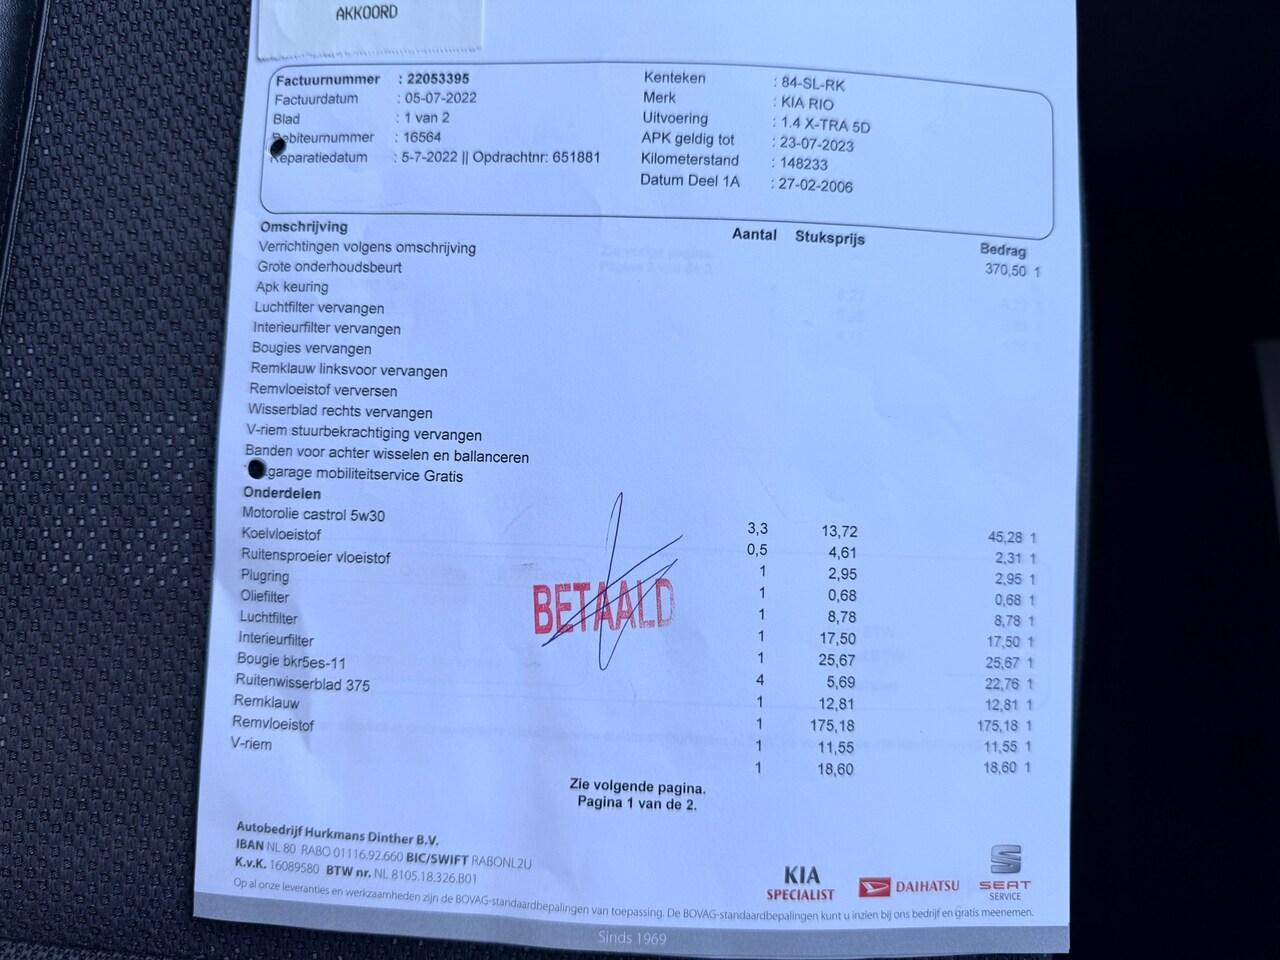 AKKOORD
Factuurnummer : 22053395
Factuurdatum : 05-07-2022
Blad : 1 van 2
Debiteurnummer : 16564
Reparatiedatum : 5-7-2022 || Opdrachtnr: 651881
Kenteken : 84-SL-RK
Merk : KIA RIO
Uitvoering : 1.4 X-TRA 5D
APK geldig tot : 23-07-2023
Kilometerstand : 148233
Datum Deel 1A : 27-02-2006
Omschrijving Aantal Stuksprijs Bedrag
Verrichtingen volgens omschrijving 370,50 1
Grote onderhoudsbeurt
Apk keuring
Luchtfilter vervangen
Interieurfilter vervangen
Bougies vervangen
Remklauw linksvoor vervangen
Remvloeistof verversen
Wisserblad rechts vervangen
V-riem stuurbekrachtiging vervangen
Banden voor achter wisselen en ballanceren
garage mobiliteitservice Gratis
Onderdelen
Motorolie castrol 5w30 3,3 13,72 45,28 1
Koelvloeistof 0,5 4,61 2,31 1
Ruitensproeier vloeistof 1 2,95 2,95 1
Plugring 1 0,68 0,68 1
Oliefilter 1 8,78 8,78 1
Luchtfilter 1 17,50 17,50 1
Interieurfilter 1 25,67 25,67 1
Bougie bkr5es-11 4 5,69 22,76 1
Ruitenwisserblad 375 1 12,81 12,81 1
Remklauw 1 175,18 175,18 1
Remvloeistof 1 11,55 11,55 1
V-riem 1 18,60 18,60 1
BETAALD
Zie volgende pagina.
Pagina 1 van de 2.
Autobedrijf Hurkmans Dinther B.V.
IBAN NL 80 RABO 01116.92.660 BIC/SWIFT RABONL2U
K.v.K. 16089580 BTW nr. NL 8105.18.326.B01
Op al onze leveranties en werkzaamheden zijn de BOVAG-standaardbepalingen van toepassing. De BOVAG-standaardbepalingen kunt u inzien bij ons bedrijf en gratis meenemen.
KIA
SPECIALIST
DAIHATSU
SEAT
SERVICE
Sinds 1969